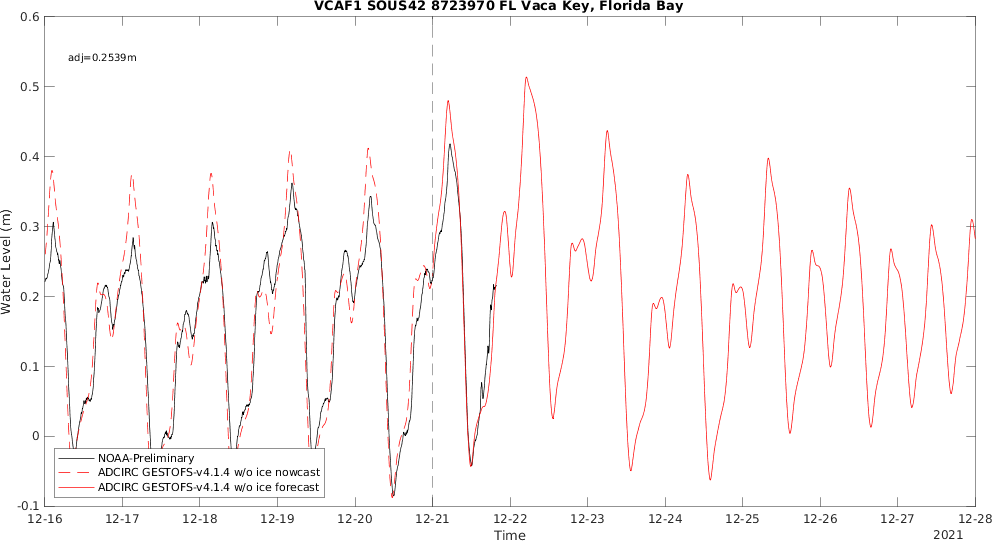 VCAF1 SOUS42 8723970 FL Vaca Key, Florida Bay
adj=0.2539m
0.6
0.5
0.4
0.3
0.2
0.1
0
-0.1
Water Level (m)
NOAA-Preliminary
ADCIRC GESTOFS-v4.1.4 w/o ice nowcast
ADCIRC GESTOFS-v4.1.4 w/o ice forecast
12-16 12-17 12-18 12-19 12-20 12-21 12-22 12-23 12-24 12-25 12-26 12-27 12-28
Time
2021